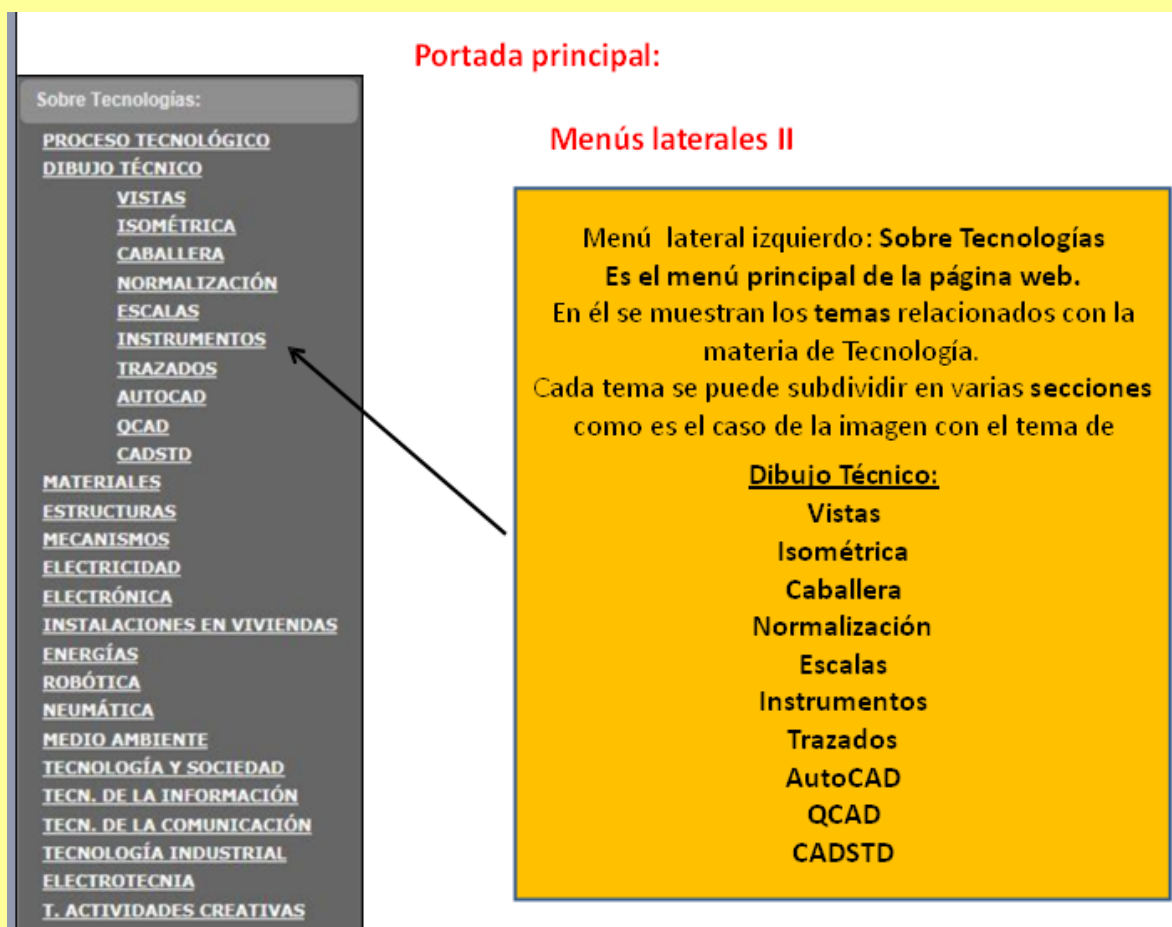 Portada principal:
Menús laterales II
Sobre Tecnologías:
PROCESO TECNOLÓGICO
DIBUJO TÉCNICO
VISTAS
ISOMÉTRICA
CABALLERA
NORMALIZACIÓN
ESCALAS
INSTRUMENTOS
TRAZADOS
AUTOCAD
QCAD
CADSTD
MATERIALES
ESTRUCTURAS
MECANISMOS
ELECTRICIDAD
ELECTRÓNICA
INSTALACIONES EN VIVIENDAS
ENERGÍAS
ROBÓTICA
NEUMÁTICA
MEDIO AMBIENTE
TECNOLOGÍA Y SOCIEDAD
TECN. DE LA INFORMACIÓN
TECN. DE LA COMUNICACIÓN
TECNOLOGÍA INDUSTRIAL
ELECTROTECNIA
T. ACTIVIDADES CREATIVAS
Menú lateral izquierdo: Sobre Tecnologías
Es el menú principal de la página web.
En él se muestran los temas relacionados con la
materia de Tecnología.
Cada tema se puede subdividir en varias secciones
como es el caso de la imagen con el tema de
Dibujo Técnico:
Vistas
Isométrica
Caballera
Normalización
Escalas
Instrumentos
Trazados
AutoCAD
QCAD
CADSTD